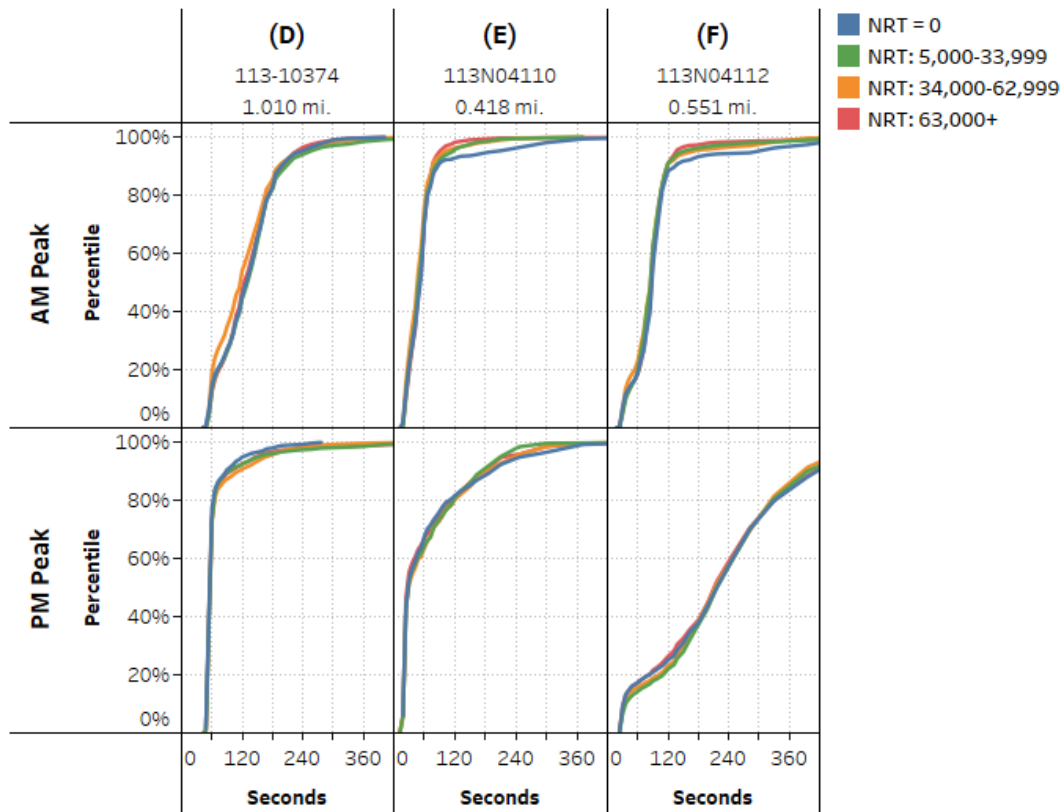 (D)
113-10374
1.010 mi.
(E)
113N04110
0.418 mi.
(F)
113N04112
0.551 mi.
NRT = 0
NRT: 5,000-33,999
NRT: 34,000-62,999
NRT: 63,000+
AM Peak
Percentile
100%
80%
60%
40%
20%
0%
PM Peak
Percentile
100%
80%
60%
40%
20%
0%
0 120 240 360
0 120 240 360
0 120 240 360
Seconds
Seconds
Seconds